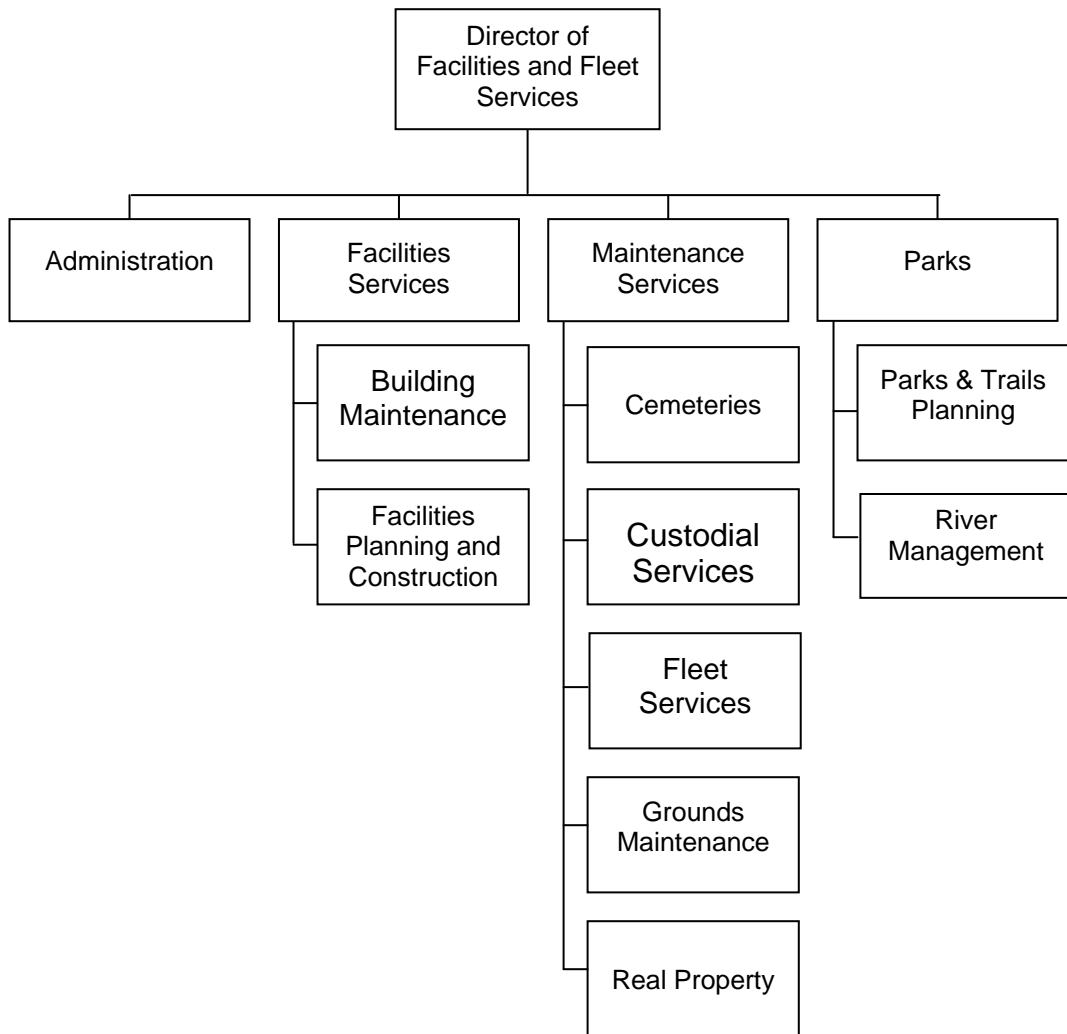 Director of
Facilities and Fleet
Services
Administration
Facilities
Services
Maintenance
Services
Parks
Building
Maintenance
Facilities
Planning and
Construction
Cemeteries
Custodial
Services
Fleet
Services
Grounds
Maintenance
Real Property
Parks & Trails
Planning
River
Management